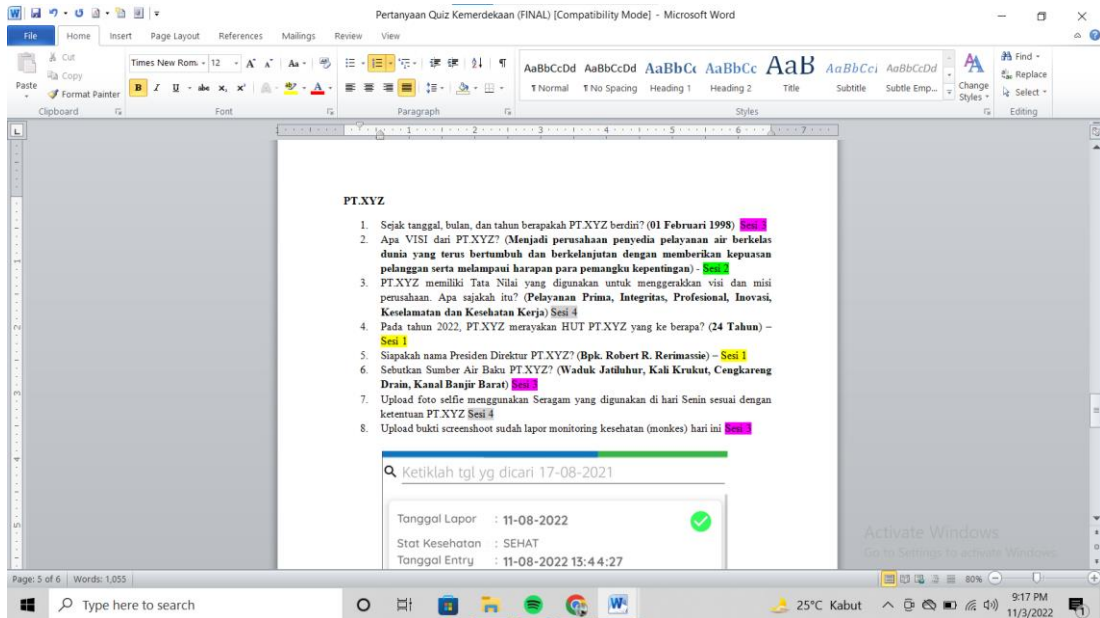 Pertanyaan Quiz Kemerdekaan (FINAL) [Compatibility Mode] - Microsoft Word
File Home Insert Page Layout References Mailings Review View
Cut
Copy
Format Painter
Paste
Clipboard
Times New Rom 12
Font
Paragraph
AaBbCcDd AaBbCcDd AaBbCc AaBbCc AaB AaBbCcI AaBbCcDd
¶ Normal ¶ No Spacing Heading 1 Heading 2 Title Subtitle Subtle Emp...
Styles
Change Styles
Find
Replace
Select
Editing
PT.XYZ
1. Sejak tanggal, bulan, dan tahun berapakah PT.XYZ berdiri? (01 Februari 1998) Sesi 3
2. Apa VISI dari PT.XYZ? (Menjadi perusahaan penyedia pelayanan air berkelas
dunia yang terus bertumbuh dan berkelanjutan dengan memberikan kepuasan
pelanggan serta melampaui harapan para pemangku kepentingan) - Sesi 2
3. PT.XYZ memiliki Tata Nilai yang digunakan untuk menggerakkan visi dan misi
perusahaan. Apa sajakah itu? (Pelayanan Prima, Integritas, Profesional, Inovasi,
Keselamatan dan Kesehatan Kerja) Sesi 4
4. Pada tahun 2022, PT.XYZ merayakan HUT PT.XYZ yang ke berapa? (24 Tahun) –
Sesi 1
5. Siapakah nama Presiden Direktur PT.XYZ? (Bpk. Robert R. Rerimassie) – Sesi 1
6. Sebutkan Sumber Air Baku PT.XYZ? (Waduk Jatiluhur, Kali Krukut, Cengkareng
Drain, Kanal Banjir Barat) Sesi 3
7. Upload foto selfie menggunakan Seragam yang digunakan di hari Senin sesuai dengan
ketentuan PT.XYZ Sesi 4
8. Upload bukti screenshoot sudah lapor monitoring kesehatan (monkes) hari ini Sesi 3
Ketiklah tgl yg dicari 17-08-2021
Tanggal Lapor : 11-08-2022
Stat Kesehatan : SEHAT
Tanggal Entry : 11-08-2022 13:44:27
Activate Windows
Go to Settings to activate Windows.
Page: 5 of 6 Words: 1,055
80%
Type here to search
25°C Kabut
9:17 PM
11/3/2022